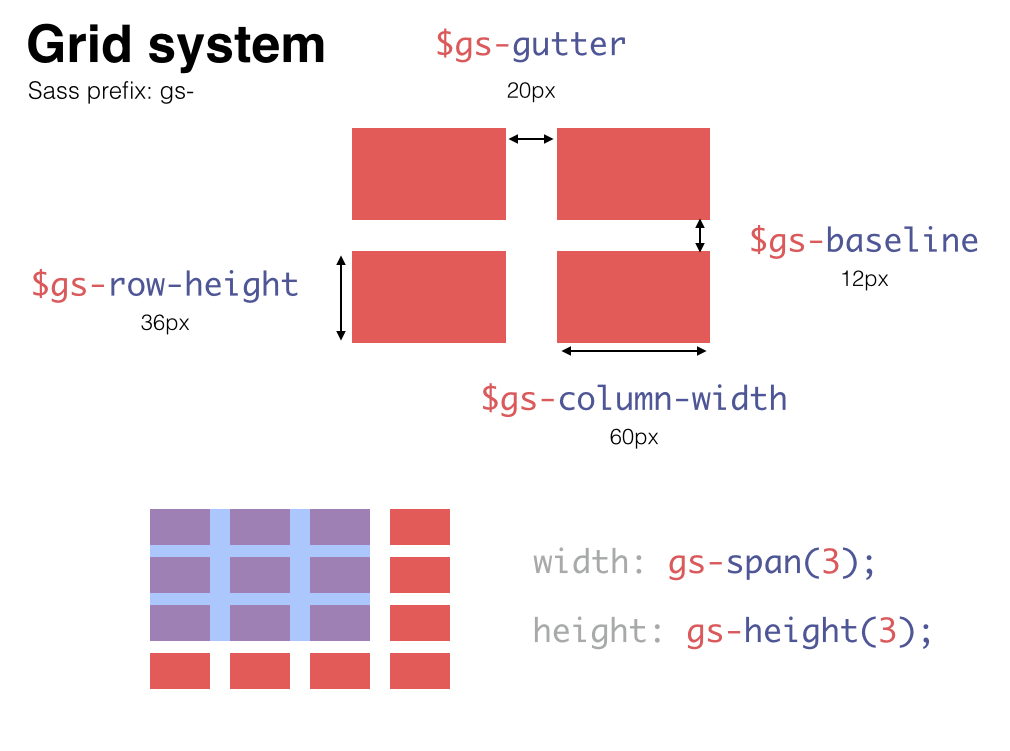 Grid system
Sass prefix: gs-
$gs-gutter
20px
$gs-baseline
12px
$gs-row-height
36px
$gs-column-width
60px
width: gs-span(3);
height: gs-height(3);